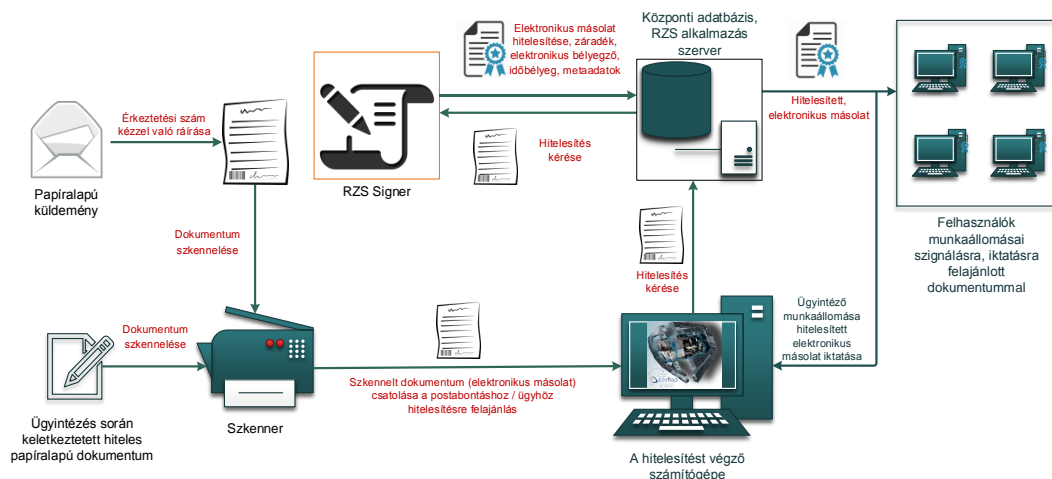 Papíralapú
küldemény
Érkeztetési szám
kézzel való ráírása
RZS Signer
Elektronikus másolat
hitelesítése, záradék,
elektronikus bélyegző,
időbélyeg, metaadatok
Hitelesítés
kérése
Központi adatbázis,
RZS alkalmazás
szerver
Hitelesített,
elektronikus másolat
Felhasználók
munkaállomásai
szignálásra, iktatásra
felajánlott
dokumentummal
Dokumentum
szkennelése
Hitelesítés
kérése
Ügyintéző
munkaállomása
hitelesített
elektronikus
másolat iktatása
Dokumentum
szkennelése
Ügyintézés során
keletkeztetett hiteles
papíralapú dokumentum
Szkenner
Szkennelt dokumentum (elektronikus másolat)
csatolása a postabontáshoz / ügyhöz
hitelesítésre felajánlás
certop
A hitelesítést végző
számítógépe